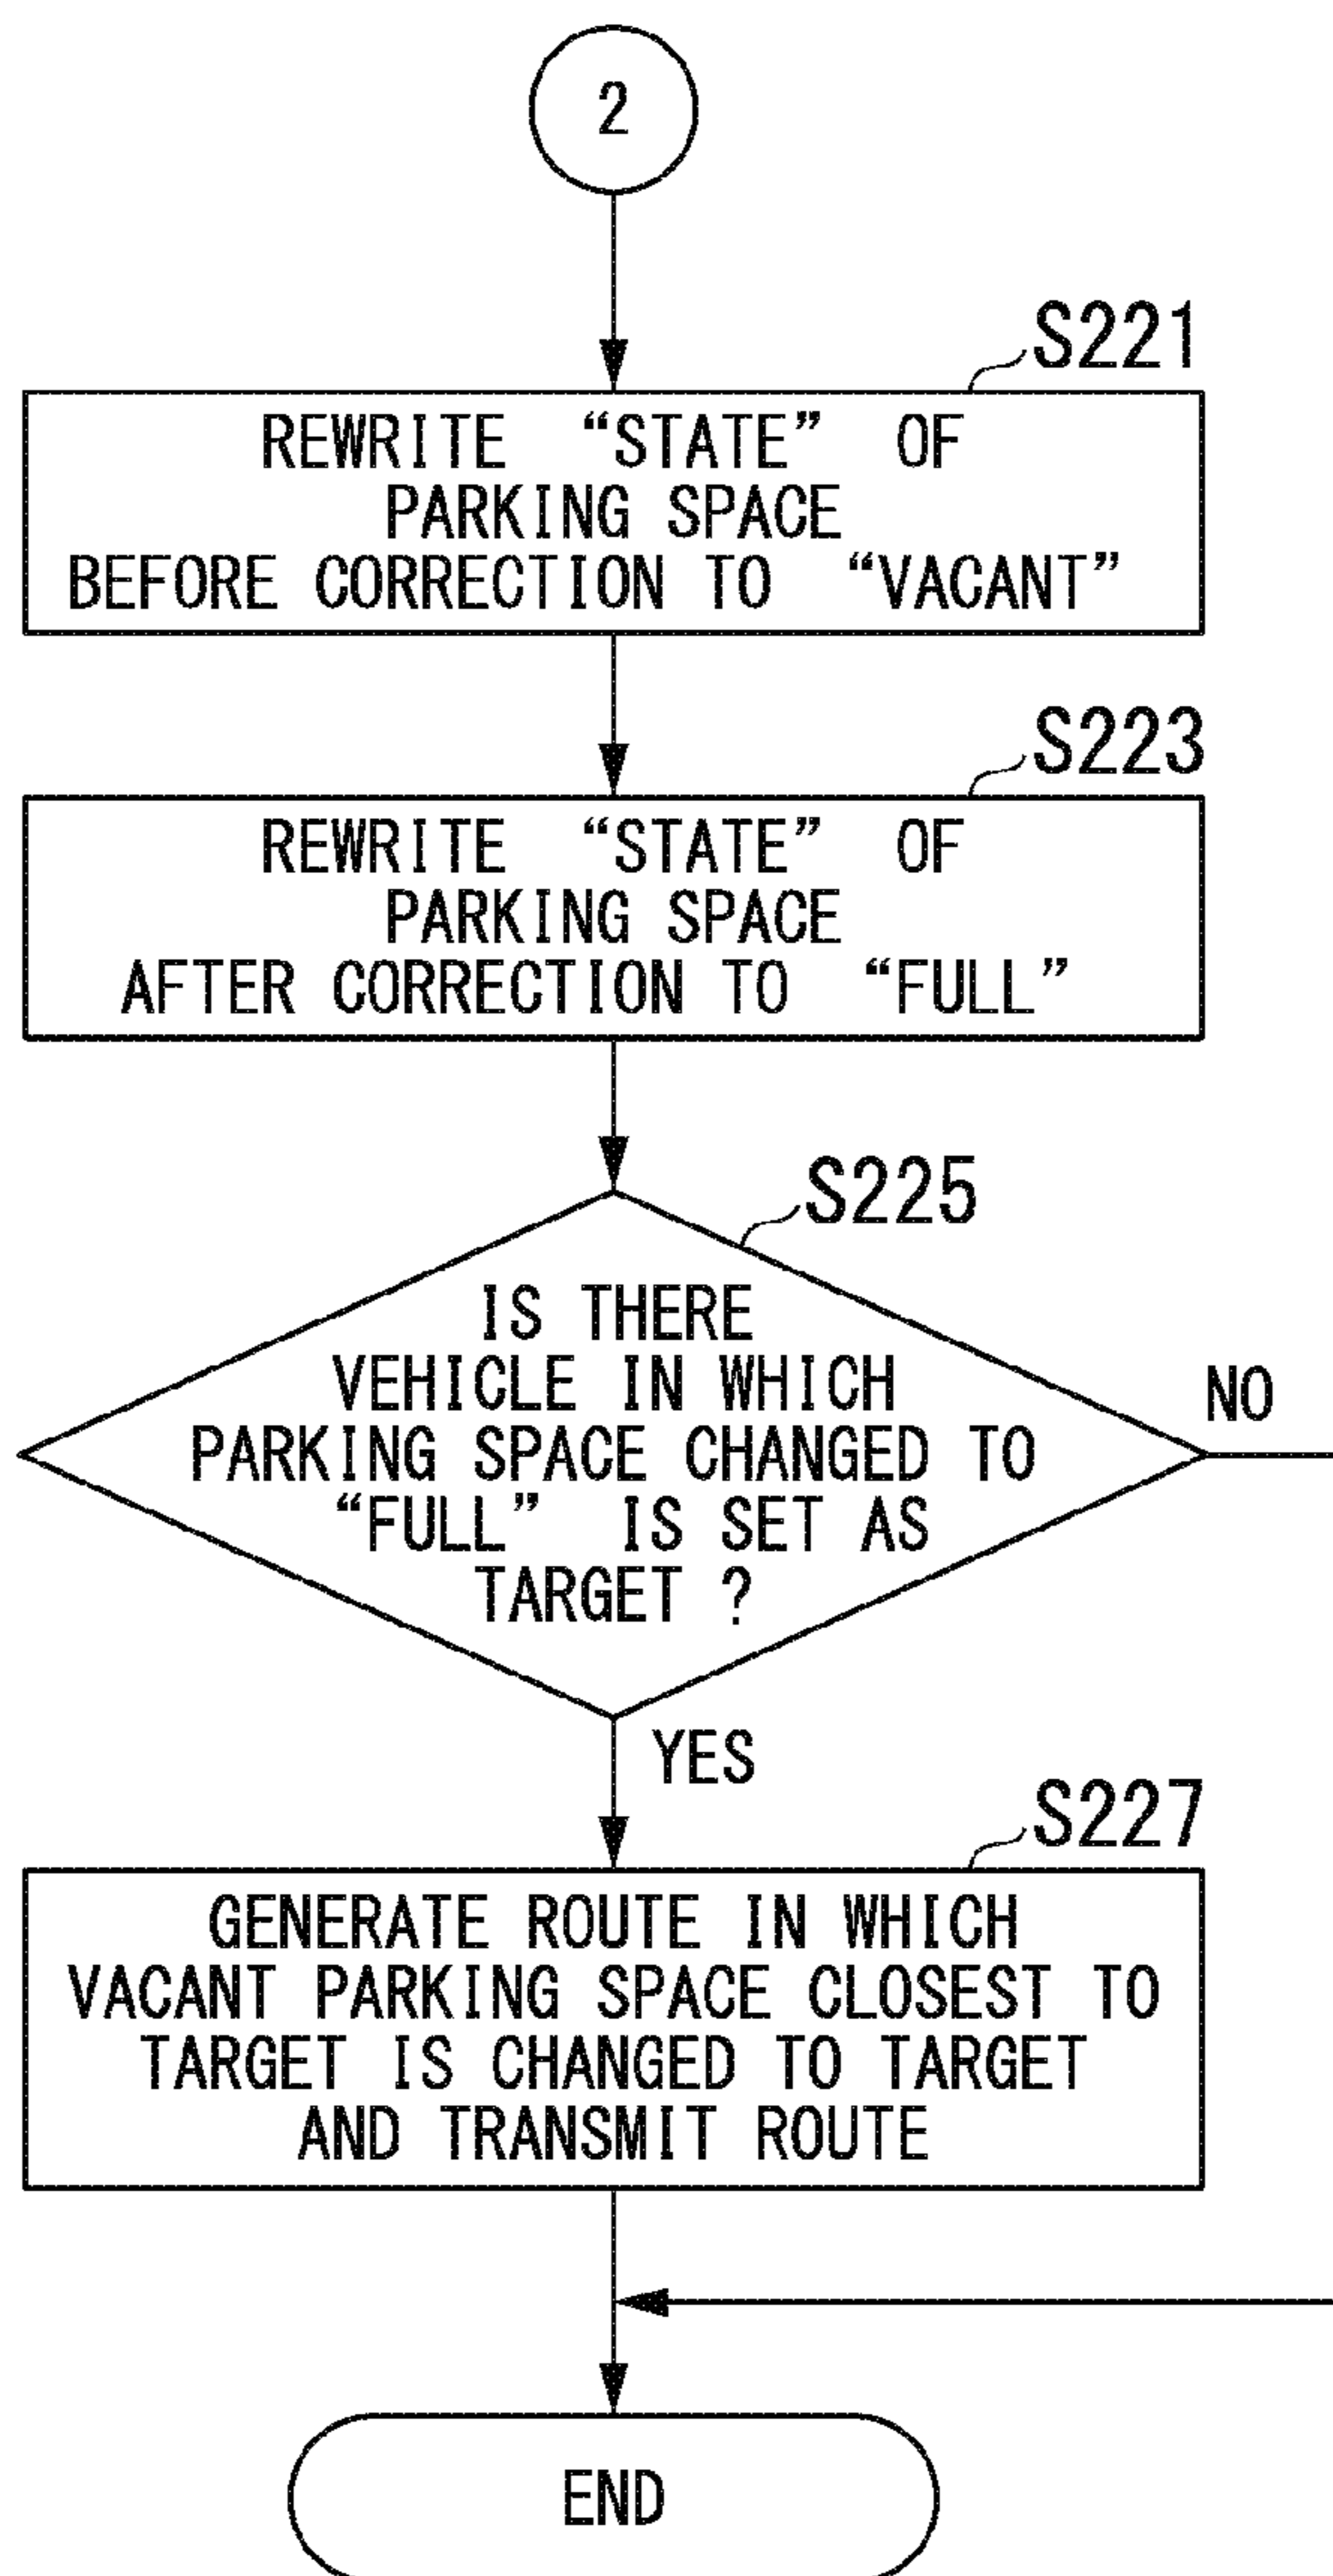 2
S221
REWRITE “STATE” OF
PARKING SPACE
BEFORE CORRECTION TO “VACANT”
S223
REWRITE “STATE” OF
PARKING SPACE
AFTER CORRECTION TO “FULL”
S225
IS THERE
VEHICLE IN WHICH
PARKING SPACE CHANGED TO
“FULL” IS SET AS
TARGET ?
NO
YES
S227
GENERATE ROUTE IN WHICH
VACANT PARKING SPACE CLOSEST TO
TARGET IS CHANGED TO TARGET
AND TRANSMIT ROUTE
END